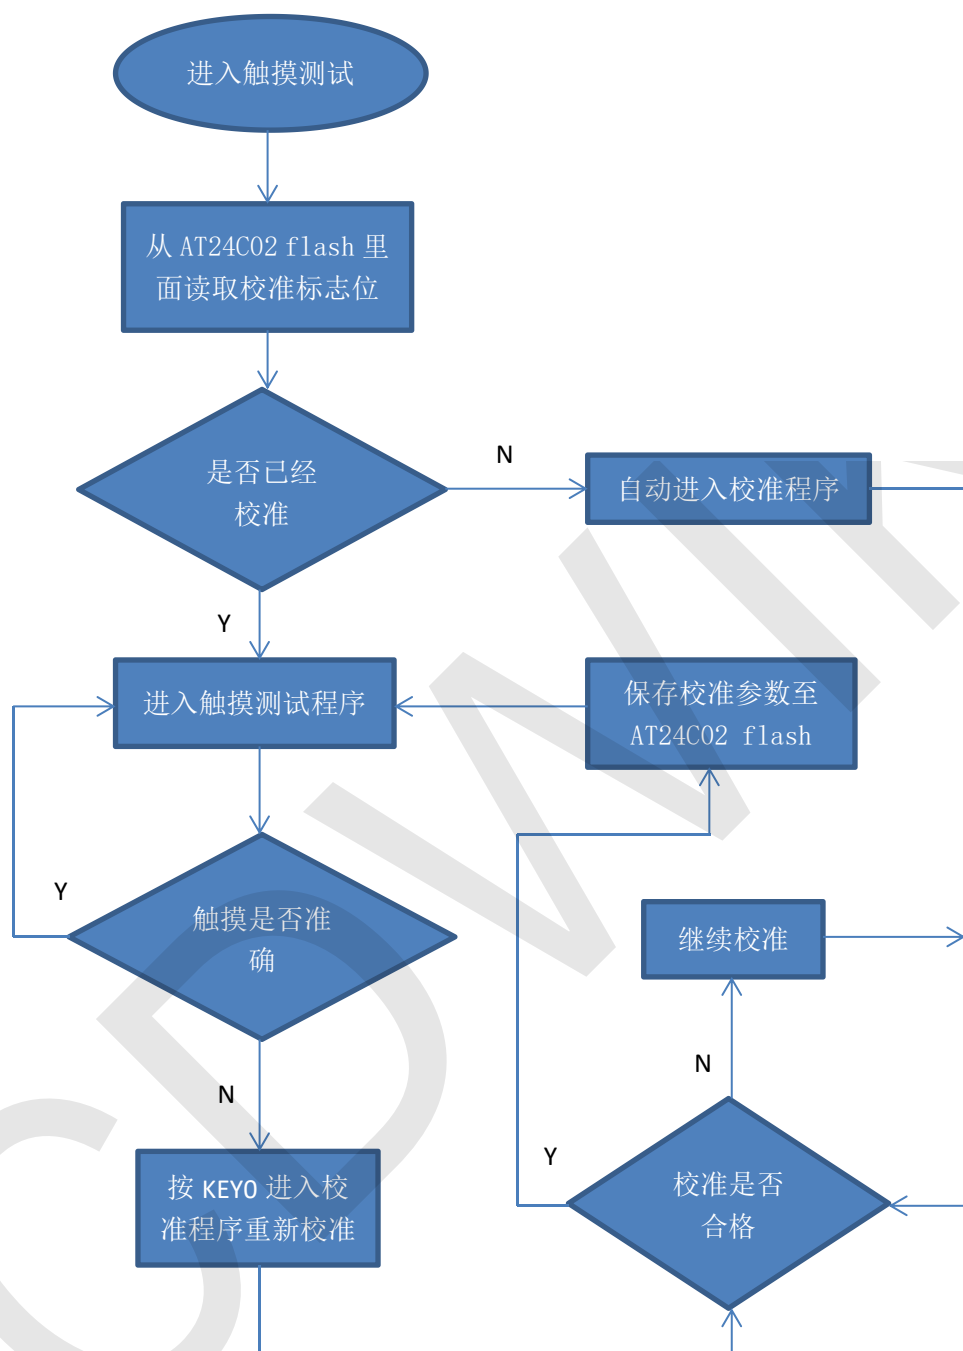 进入触摸测试
从 AT24C02 flash 里
面读取校准标志位
是否已经
校准
N
自动进入校准程序
Y
进入触摸测试程序
保存校准参数至
AT24C02 flash
Y
触摸是否准
确
继续校准
N
N
Y
按 KEY0 进入校
准程序重新校准
校准是否
合格